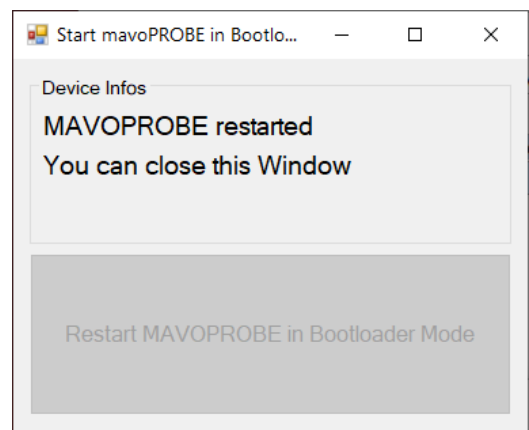 Start mavoPROBE in Bootlo...
Device Infos
MAVOPROBE restarted
You can close this Window
Restart MAVOPROBE in Bootloader Mode